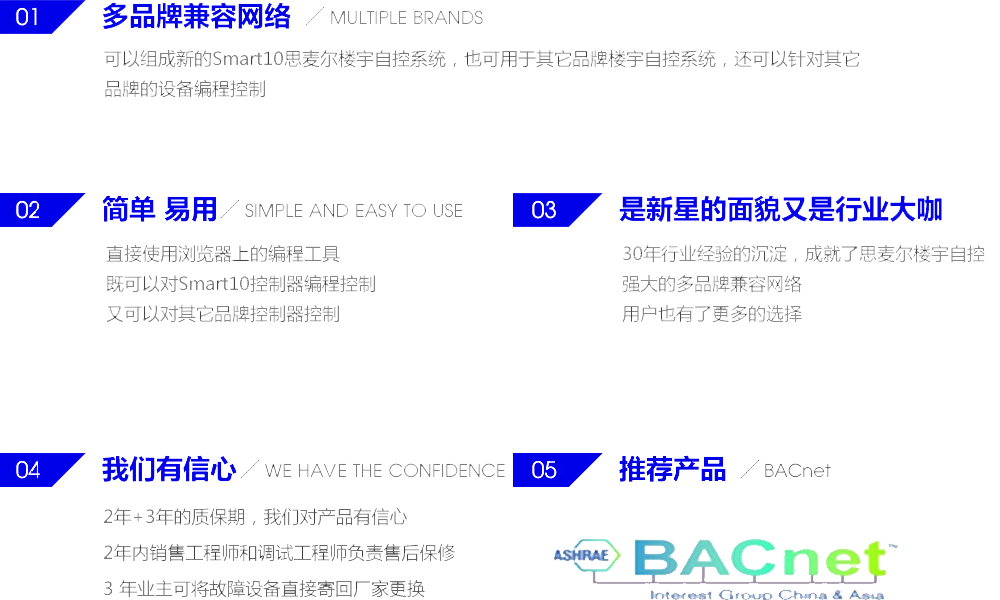 01 多品牌兼容网络 / MULTIPLE BRANDS
可以组成新的Smart10思麦尔楼宇自控系统，也可用于其它品牌楼宇自控系统，还可以针对其它
品牌的设备编程控制
02 简单 易用 / SIMPLE AND EASY TO USE
直接使用浏览器上的编程工具
既可以对Smart10控制器编程控制
又可以对其它品牌控制器控制
03 是新星的面貌又是行业大咖
30年行业经验的沉淀，成就了思麦尔楼宇自控
强大的多品牌兼容网络
用户也有了更多的选择
04 我们有信心 / WE HAVE THE CONFIDENCE
2年+3年的质保期，我们对产品有信心
2年内销售工程师和调试工程师负责售后保修
3 年业主可将故障设备直接寄回厂家更换
05 推荐产品 / BACnet
ASHRAE BACnet™
Interest Group China & Asia